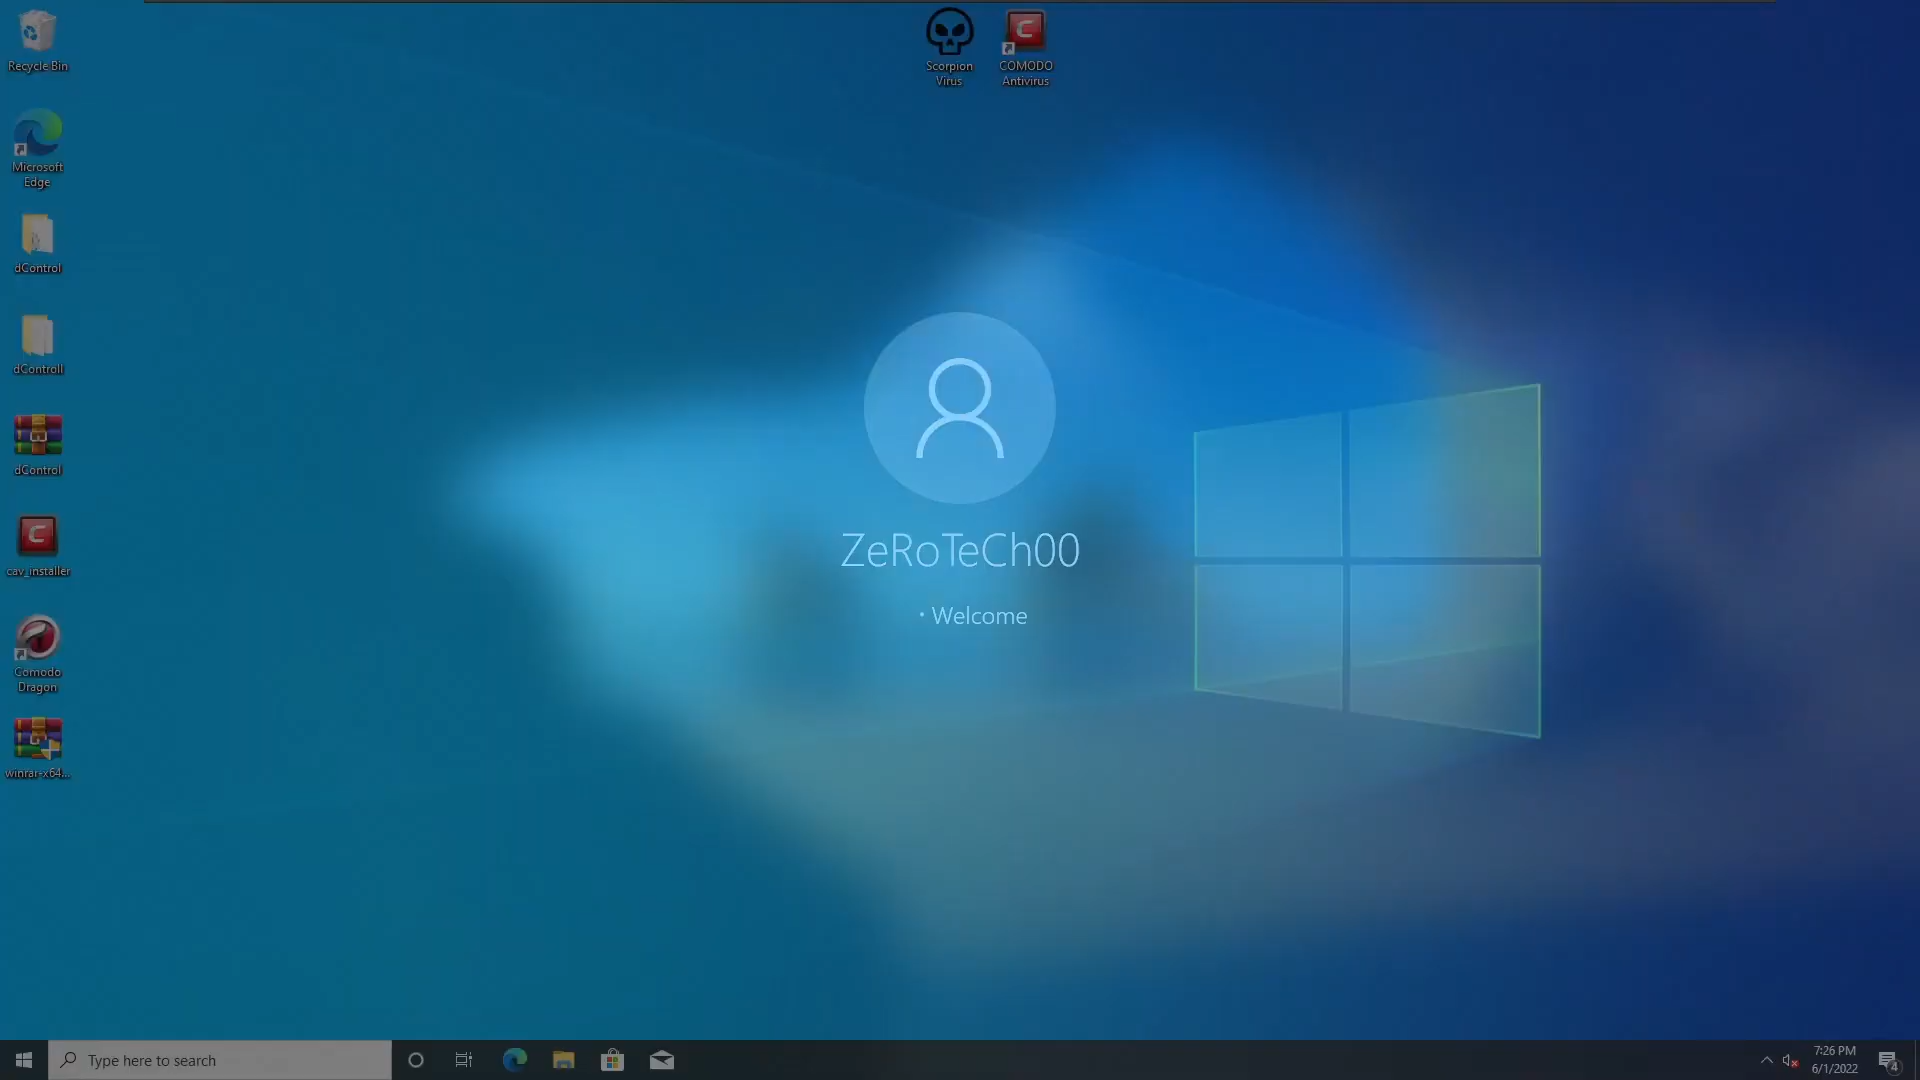 Recycle Bin
Microsoft
Edge
dControl
dControll
dControl
cav_installer
Comodo
Dragon
winrar-x64...
Scorpion
Virus
COMODO
Antivirus
ZeRoTeCh00
Welcome
Type here to search
7:26 PM
6/1/2022
4